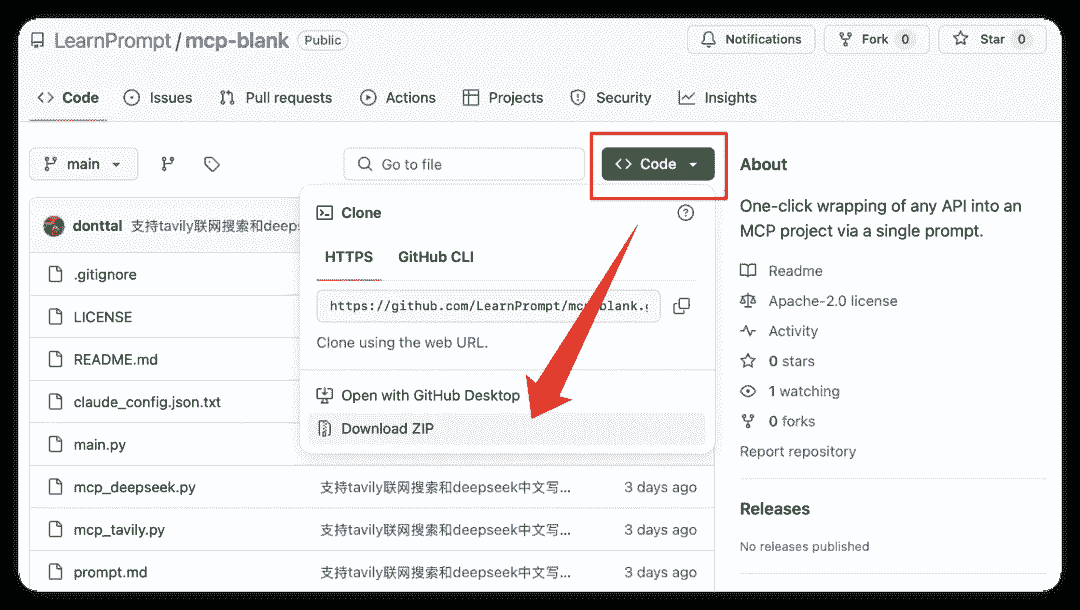 LearnPrompt / mcp-blank Public
Notifications Fork 0 Star 0
Code Issues Pull requests Actions Projects Security Insights
main Go to file Code
About
One-click wrapping of any API into an
MCP project via a single prompt.
Readme
Apache-2.0 license
Activity
0 stars
1 watching
0 forks
Report repository
Releases
No releases published
donttal 支持tavily联网搜索和deeps
.gitignore
LICENSE
README.md
claude_config.json.txt
main.py
mcp_deepseek.py 支持tavily联网搜索和deepseek中文写... 3 days ago
mcp_tavily.py 支持tavily联网搜索和deepseek中文写... 3 days ago
prompt.md 支持tavily联网搜索和deepseek中文写... 3 days ago
Clone
HTTPS GitHub CLI
https://github.com/LearnPrompt/mcp-blank.g
Clone using the web URL.
Open with GitHub Desktop
Download ZIP